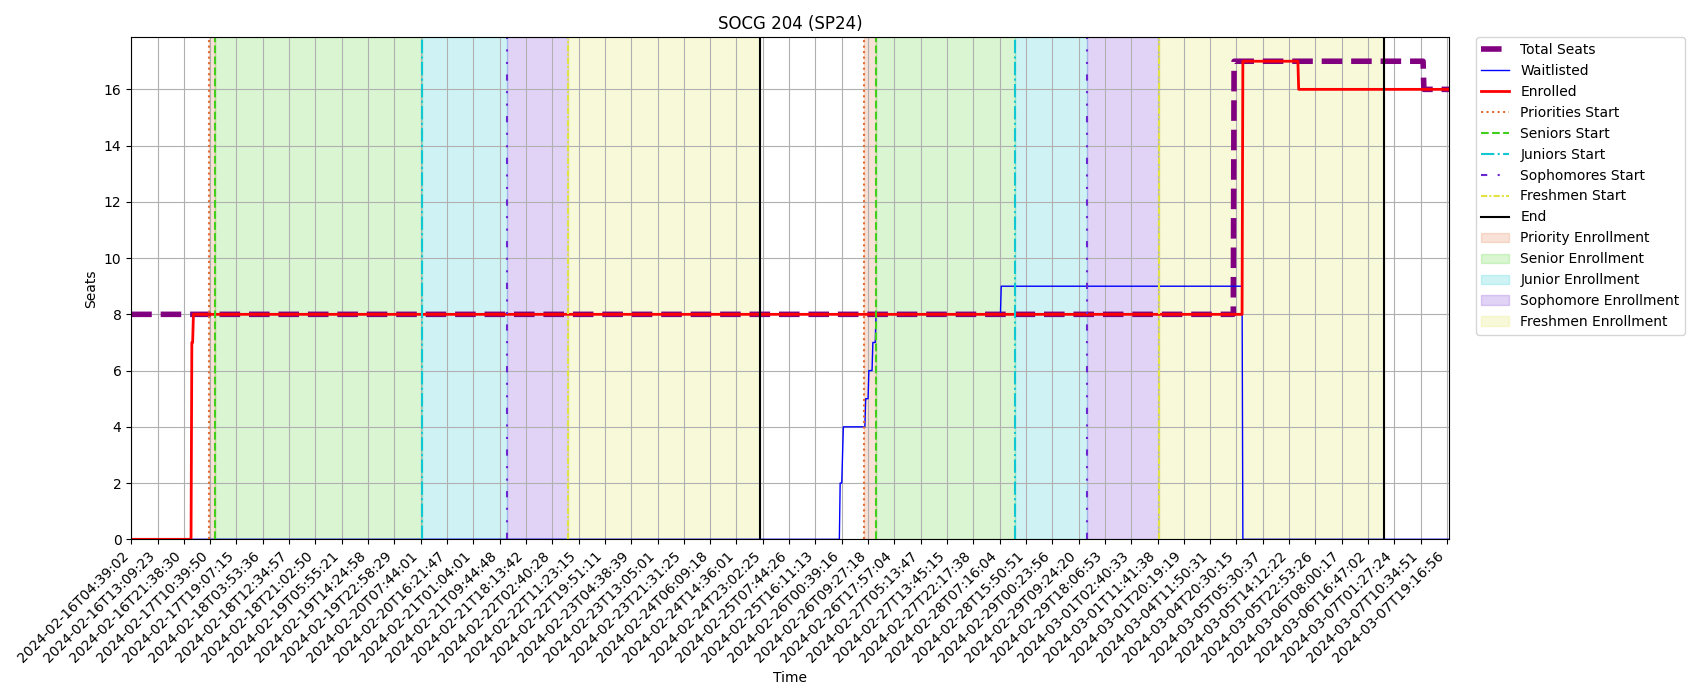 SOCG 204 (SP24)
Seats
16
14
12
10
8
6
4
2
0
2024-02-16T04:39:02
2024-02-16T13:09:23
2024-02-16T21:38:30
2024-02-17T10:39:50
2024-02-17T19:07:15
2024-02-18T03:53:36
2024-02-18T12:34:57
2024-02-18T21:02:50
2024-02-19T05:55:21
2024-02-19T14:24:58
2024-02-19T22:58:29
2024-02-20T07:44:01
2024-02-20T16:21:47
2024-02-21T01:04:01
2024-02-21T09:44:48
2024-02-21T18:13:42
2024-02-22T02:40:28
2024-02-22T11:23:15
2024-02-22T19:51:11
2024-02-23T04:38:39
2024-02-23T13:05:01
2024-02-23T21:31:25
2024-02-24T06:09:18
2024-02-24T14:36:01
2024-02-24T23:02:25
2024-02-25T07:44:26
2024-02-25T16:11:13
2024-02-26T00:39:16
2024-02-26T09:27:18
2024-02-26T17:57:04
2024-02-27T05:13:47
2024-02-27T13:45:15
2024-02-27T22:17:38
2024-02-28T07:16:04
2024-02-28T15:50:51
2024-02-29T00:23:56
2024-02-29T09:24:20
2024-02-29T18:06:53
2024-03-01T02:40:33
2024-03-01T11:41:38
2024-03-01T20:19:19
2024-03-04T11:50:31
2024-03-04T20:30:15
2024-03-05T05:30:37
2024-03-05T14:12:22
2024-03-05T22:53:26
2024-03-06T08:00:17
2024-03-06T16:47:02
2024-03-07T01:27:24
2024-03-07T10:34:51
2024-03-07T19:16:56
Time
Total Seats
Waitlisted
Enrolled
Priorities Start
Seniors Start
Juniors Start
Sophomores Start
Freshmen Start
End
Priority Enrollment
Senior Enrollment
Junior Enrollment
Sophomore Enrollment
Freshmen Enrollment